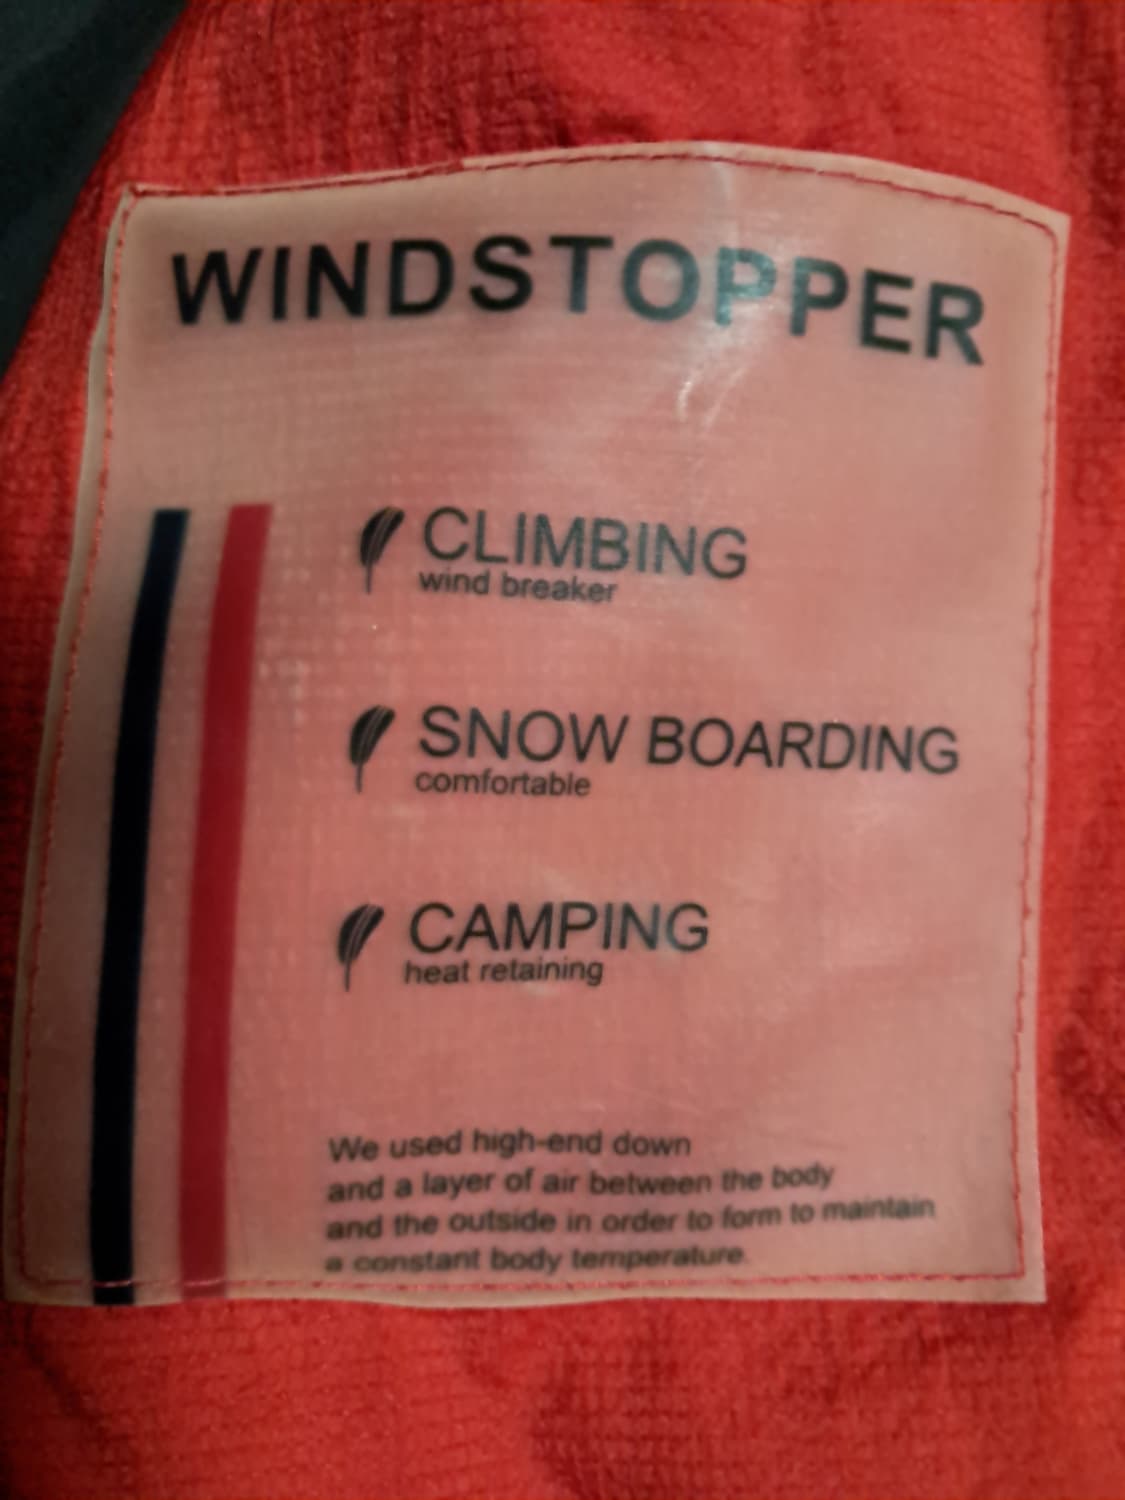 WINDSTOPPER
CLIMBING
wind breaker
SNOW BOARDING
comfortable
CAMPING
heat retaining
We used high-end down
and a layer of air between the body
and the outside in order to form to maintain
a constant body temperature.